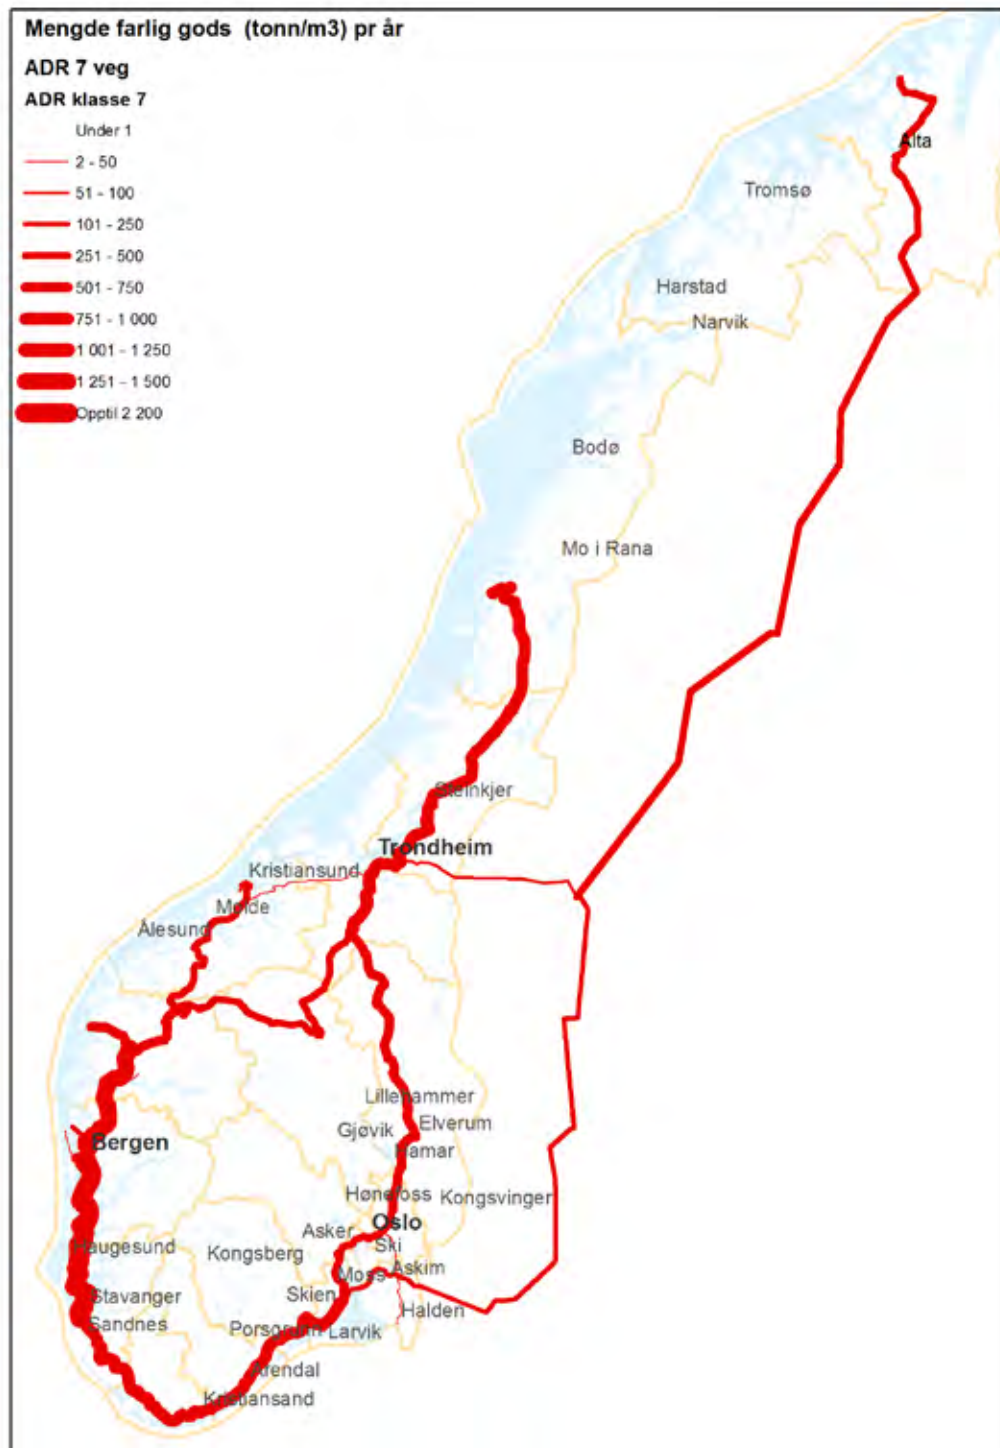 Mengde farlig gods (tonn/m3) pr år
ADR 7 veg
ADR klasse 7
Under 1
2 - 50
51 - 100
101 - 250
251 - 500
501 - 750
751 - 1 000
1 001 - 1 250
1 251 - 1 500
Opptil 2 200
Alta
Tromsø
Harstad
Narvik
Bodø
Mo i Rana
Steinkjer
Trondheim
Kristiansund
Molde
Ålesund
Lillehammer
Elverum
Gjøvik
Hamar
Bergen
Hønefoss
Kongsvinger
Oslo
Asker
Ski
Haugesund
Kongsberg
Askim
Moss
Skien
Stavanger
Halden
Sandnes
Porsgrunn
Larvik
Arendal
Kristiansand